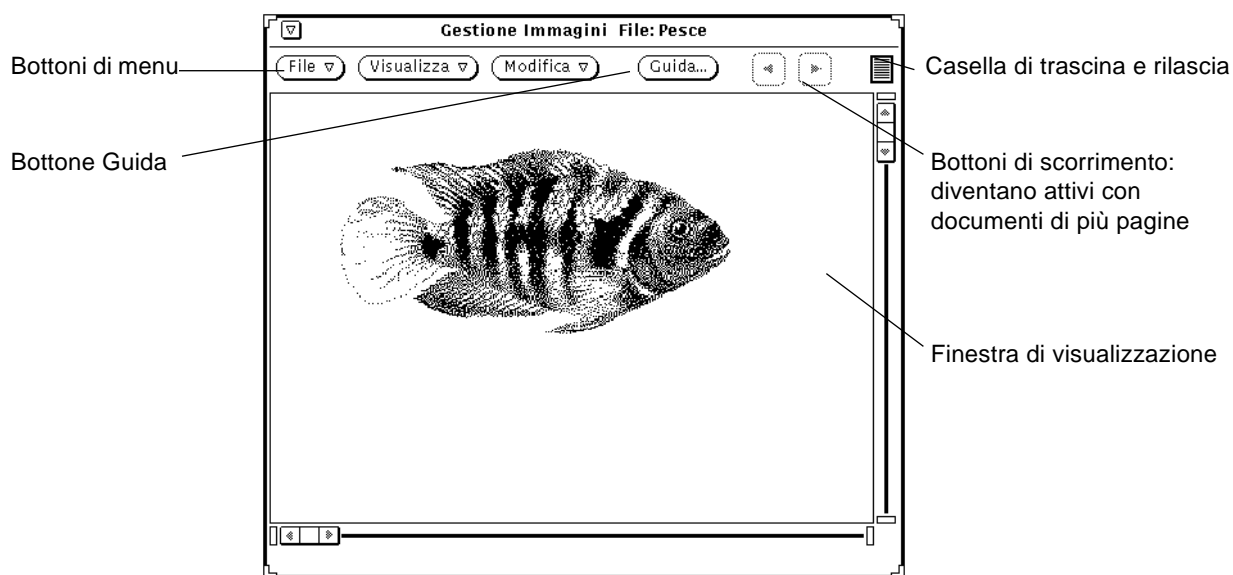 Gestione Immagini File: Pesce
Bottoni di menu
File
Visualizza
Modifica
Guida...
Casella di trascina e rilascia
Bottone Guida
Bottoni di scorrimento:
diventano attivi con
documenti di più pagine
Finestra di visualizzazione